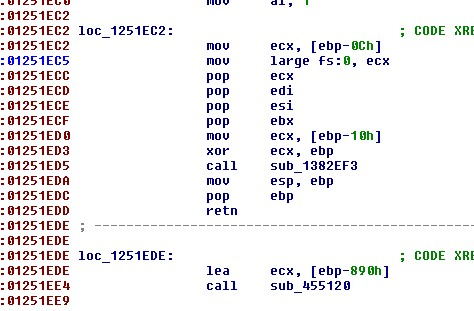 :01251EC0 mov al, 1
:01251EC2
:01251EC2 loc_1251EC2: ; CODE XRE
:01251EC2 mov ecx, [ebp-0Ch]
:01251EC5 mov large fs:0, ecx
:01251ECC pop ecx
:01251ECD pop edi
:01251ECE pop esi
:01251ECF pop ebx
:01251ED0 mov ecx, [ebp-10h]
:01251ED3 xor ecx, ebp
:01251ED5 call sub_1382EF3
:01251EDA mov esp, ebp
:01251EDC pop ebp
:01251EDD retn
:01251EDE ; ---------------------------------------------------------
:01251EDE
:01251EDE loc_1251EDE: ; CODE XRE
:01251EDE lea ecx, [ebp-890h]
:01251EE4 call sub_455120
:01251EE9